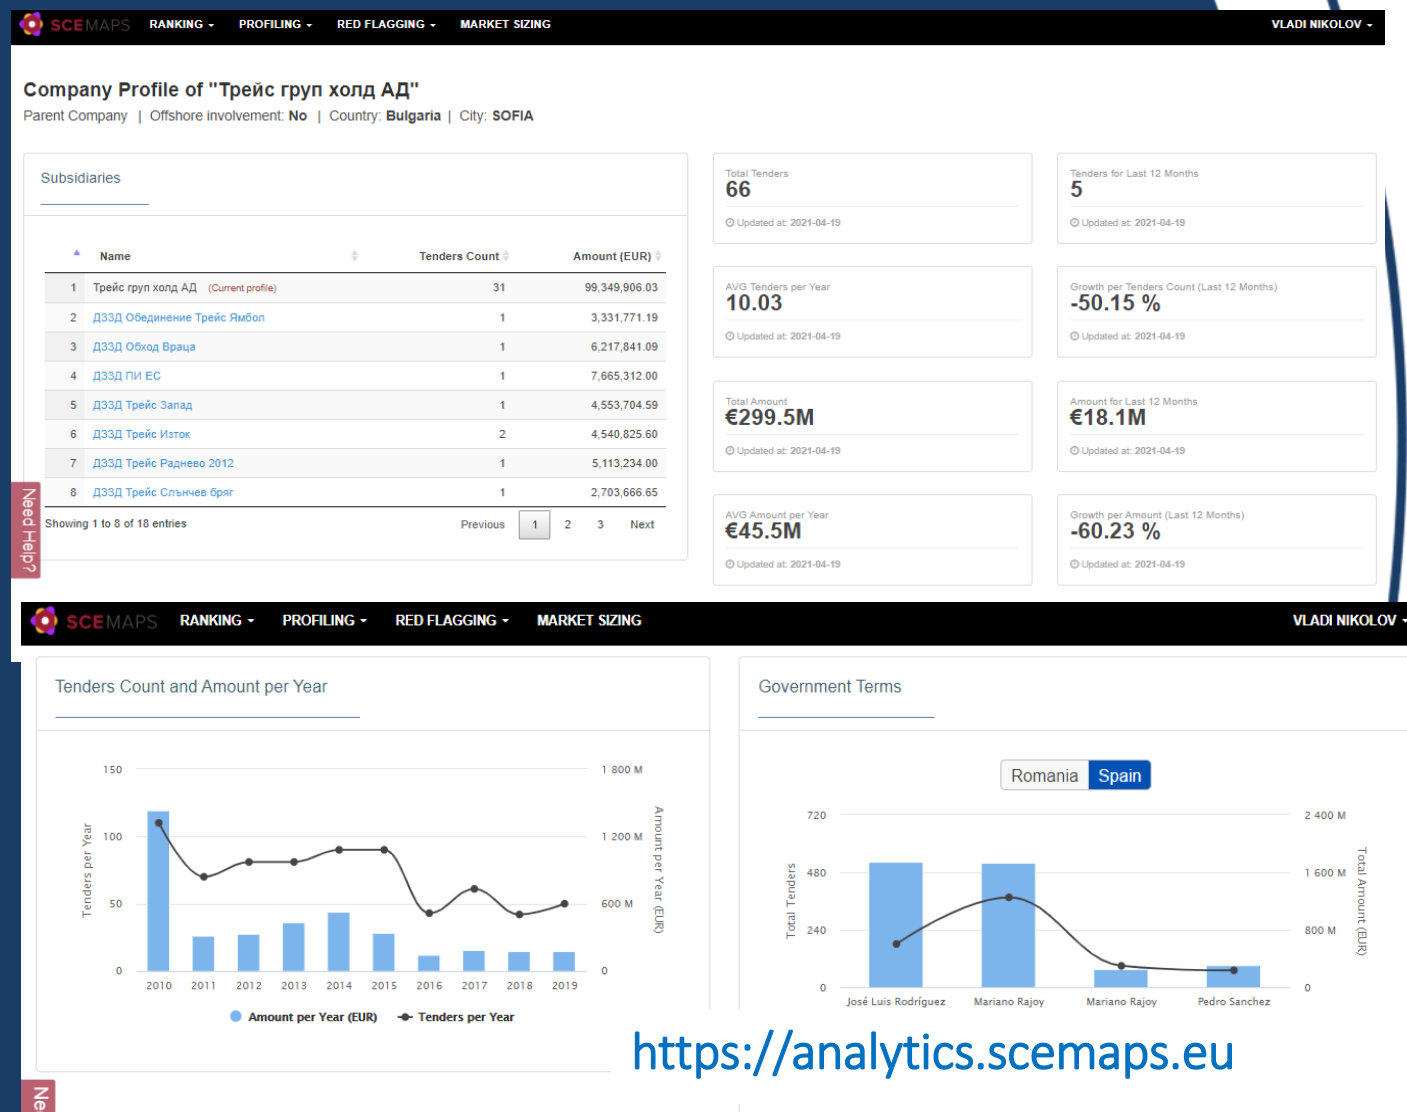 SCEMAPS RANKING PROFILING RED FLAGGING MARKET SIZING VLADI NIKOLOV
Company Profile of "Трейс груп холд АД"
Parent Company | Offshore involvement: No | Country: Bulgaria | City: SOFIA
Subsidiaries
Name Tenders Count Amount (EUR)
1 Трейс груп холд АД (Current profile) 31 99,349,906.03
2 ДЗЗД Обединение Трейс Ямбол 1 3,331,771.19
3 ДЗЗД Обход Враца 1 6,217,841.09
4 ДЗЗД ПИ ЕС 1 7,665,312.00
5 ДЗЗД Трейс Запад 1 4,553,704.59
6 ДЗЗД Трейс Изток 2 4,540,825.60
7 ДЗЗД Трейс Раднево 2012 1 5,113,234.00
8 ДЗЗД Трейс Слънчев бряг 1 2,703,666.65
Showing 1 to 8 of 18 entries Previous 1 2 3 Next
Need Help?
Total Tenders
66
Updated at: 2021-04-19
Tenders for Last 12 Months
5
Updated at: 2021-04-19
AVG Tenders per Year
10.03
Updated at: 2021-04-19
Growth per Tenders Count (Last 12 Months)
-50.15 %
Updated at: 2021-04-19
Total Amount
€299.5M
Updated at: 2021-04-19
Amount for Last 12 Months
€18.1M
Updated at: 2021-04-19
AVG Amount per Year
€45.5M
Updated at: 2021-04-19
Growth per Amount (Last 12 Months)
-60.23 %
Updated at: 2021-04-19
SCEMAPS RANKING PROFILING RED FLAGGING MARKET SIZING VLADI NIKOLOV
Tenders Count and Amount per Year
150 1 800 M
100 1 200 M
50 600 M
0 0
Tenders per Year
Amount per Year (EUR)
2010 2011 2012 2013 2014 2015 2016 2017 2018 2019
Amount per Year (EUR) Tenders per Year
Government Terms
Romania Spain
720 2 400 M
480 1 600 M
240 800 M
0 0
Total Tenders
Total Amount (EUR)
José Luis Rodríguez Mariano Rajoy Mariano Rajoy Pedro Sanchez
https://analytics.scemaps.eu
Ne